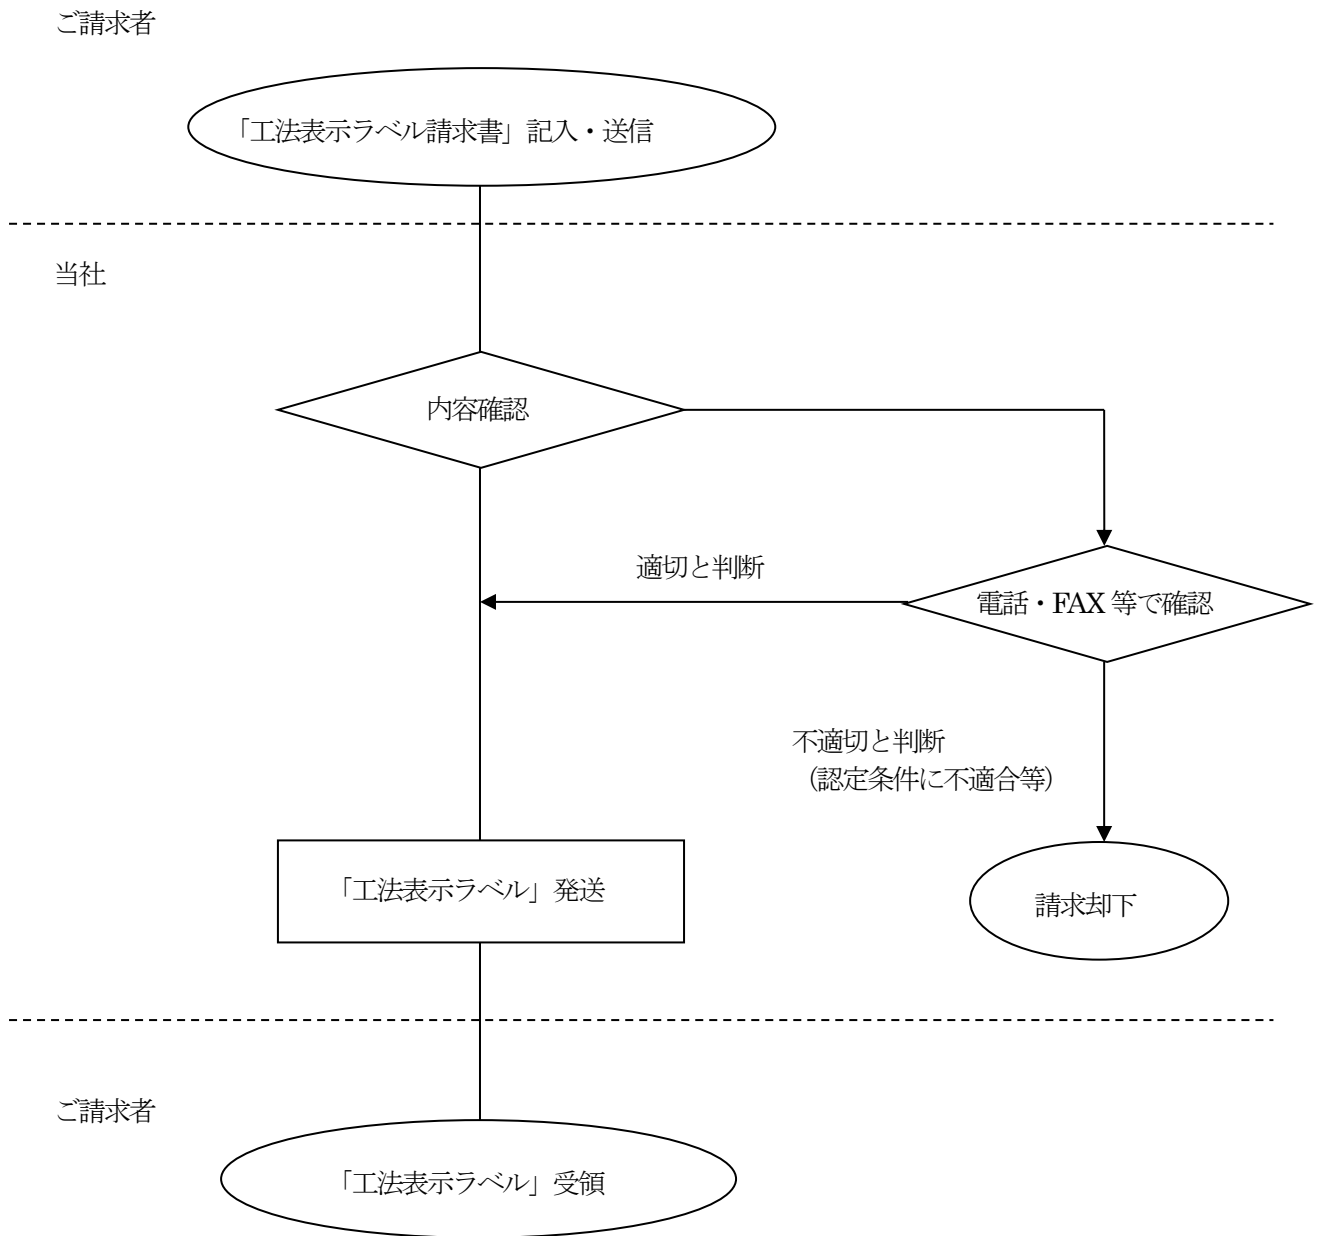 ご請求者
「工法表示ラベル請求書」記入・送信
当社
内容確認
適切と判断
電話・FAX 等で確認
不適切と判断
（認定条件に不適合等）
「工法表示ラベル」発送
請求却下
ご請求者
「工法表示ラベル」受領